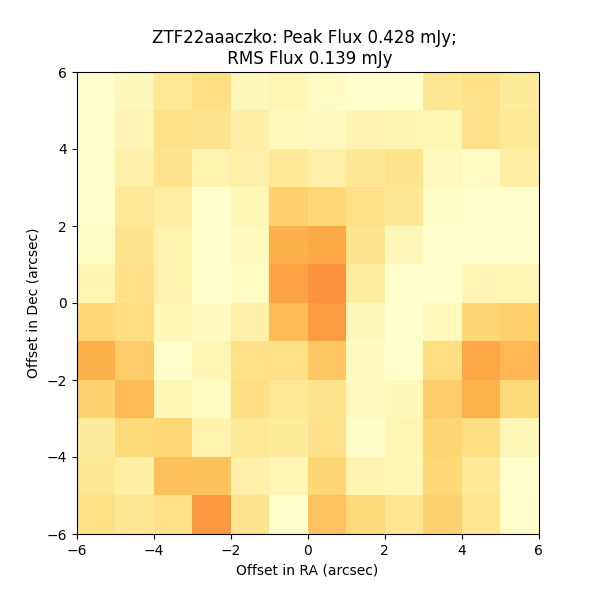 ZTF22aaaczko: Peak Flux 0.428 mJy;
RMS Flux 0.139 mJy
6
4
2
0
−2
−4
−6
Offset in Dec (arcsec)
−6 −4 −2 0 2 4 6
Offset in RA (arcsec)